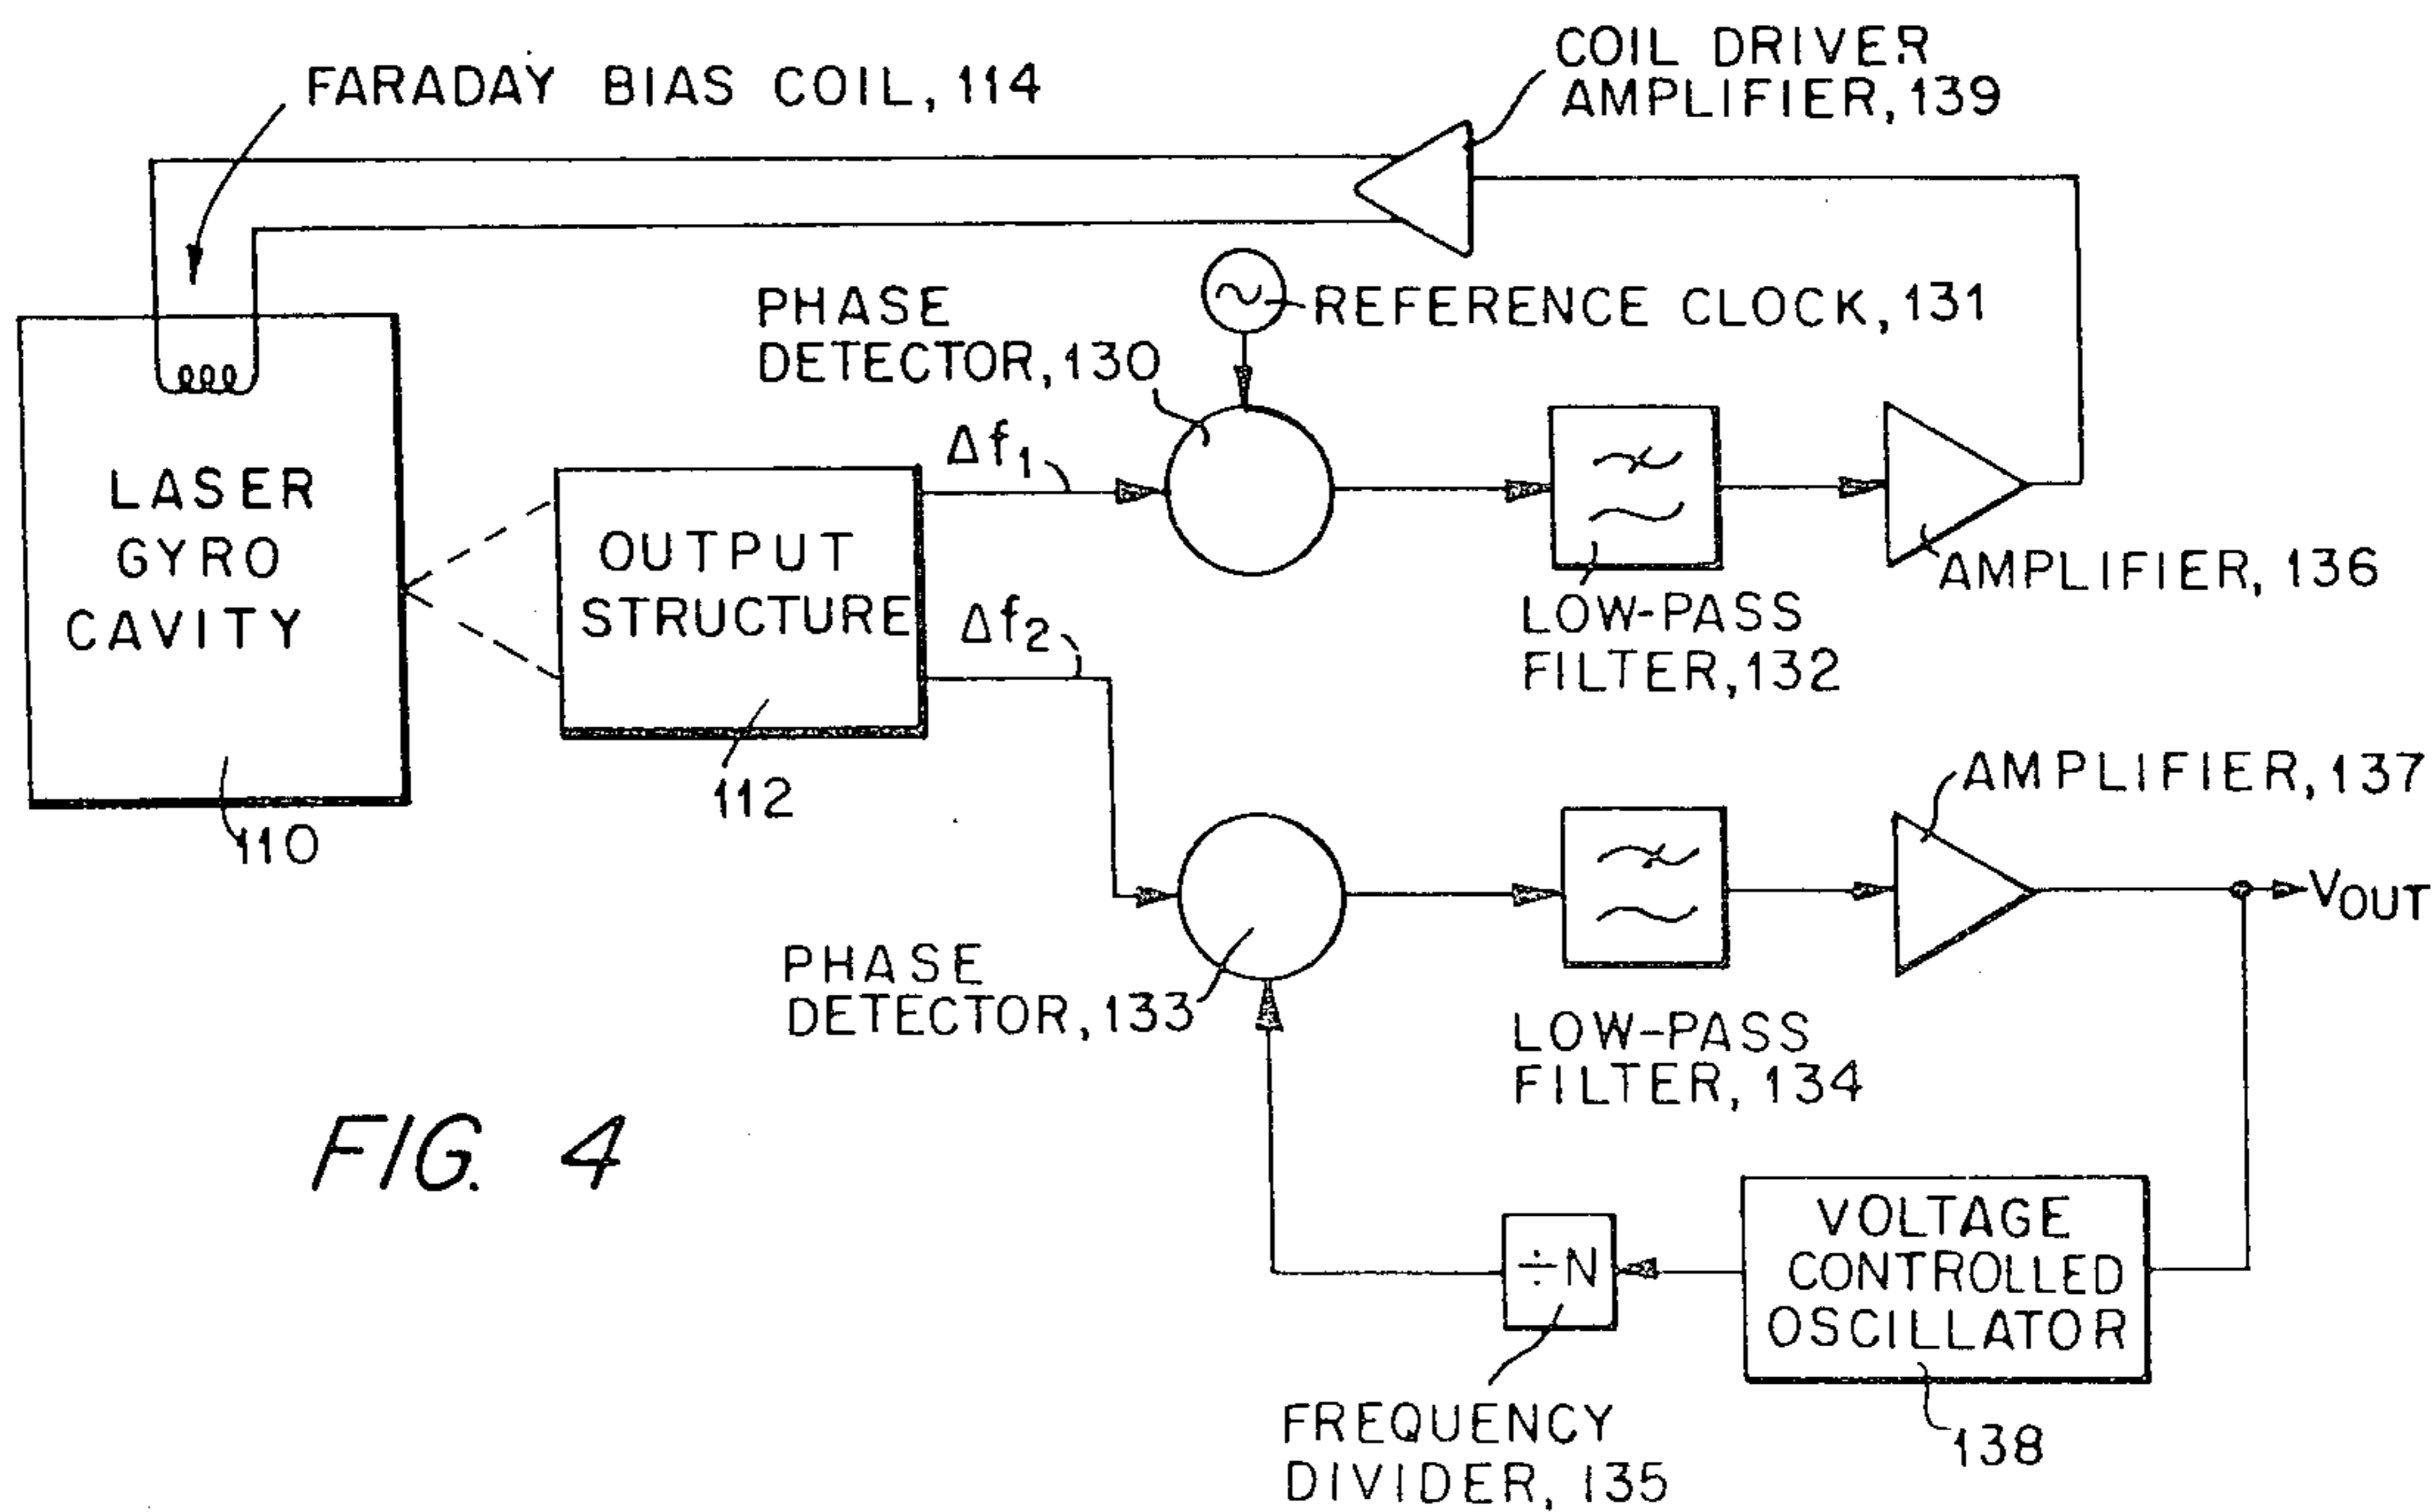 COIL DRIVER
AMPLIFIER, 139
FARADAY BIAS COIL, 114
PHASE
DETECTOR, 130
REFERENCE CLOCK, 131
Δf1
LASER
GYRO
CAVITY
110
OUTPUT
STRUCTURE
112
Δf2
LOW-PASS
FILTER, 132
AMPLIFIER, 136
AMPLIFIER, 137
VOUT
PHASE
DETECTOR, 133
LOW-PASS
FILTER, 134
÷N
VOLTAGE
CONTROLLED
OSCILLATOR
138
FREQUENCY
DIVIDER, 135
FIG. 4